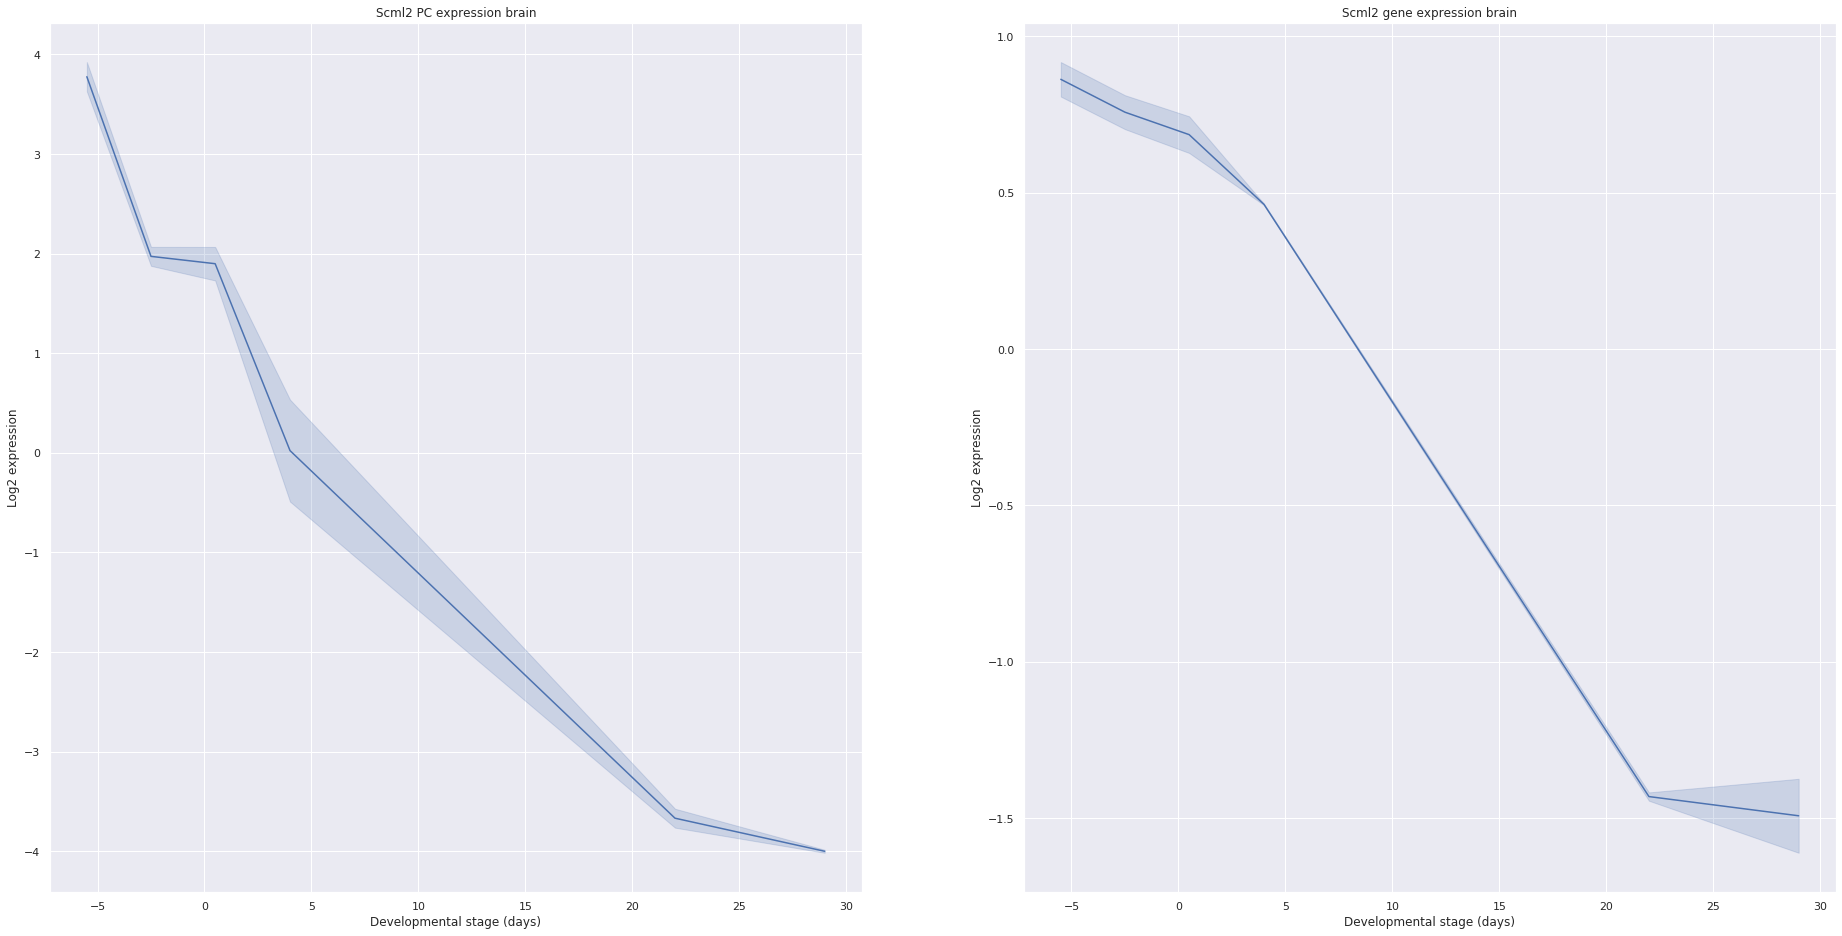 Scml2 PC expression brain
4
3
2
1
0
−1
−2
−3
−4
Log2 expression
−5 0 5 10 15 20 25 30
Developmental stage (days)
Scml2 gene expression brain
1.0
0.5
0.0
−0.5
−1.0
−1.5
Log2 expression
−5 0 5 10 15 20 25 30
Developmental stage (days)